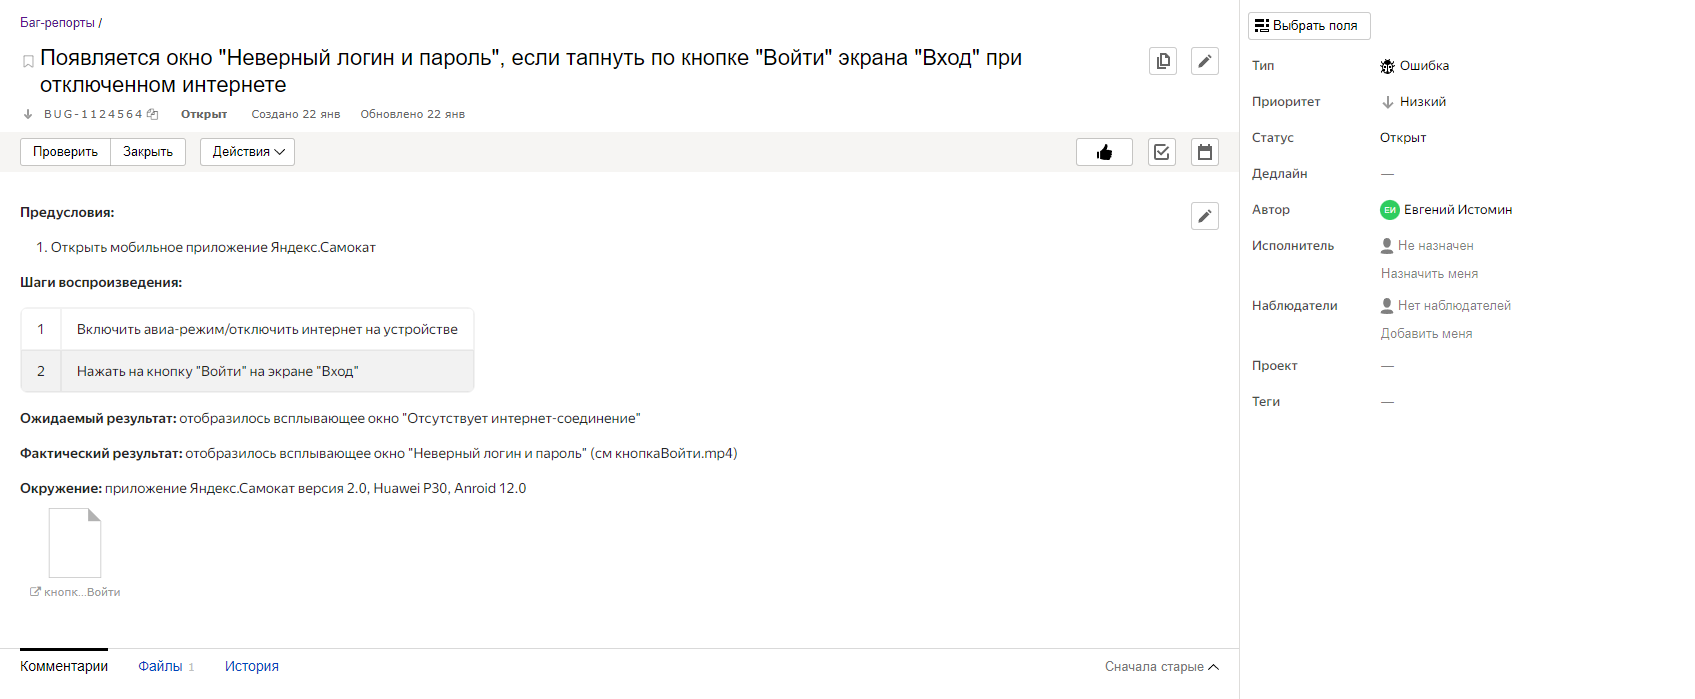 Баг-репорты /
Появляется окно "Неверный логин и пароль", если тапнуть по кнопке "Войти" экрана "Вход" при
отключенном интернете
BUG-1124564 Открыт Создано 22 янв Обновлено 22 янв
Проверить Закрыть Действия
Предусловия:
1. Открыть мобильное приложение Яндекс.Самокат
Шаги воспроизведения:
1 Включить авиа-режим/отключить интернет на устройстве
2 Нажать на кнопку "Войти" на экране "Вход"
Ожидаемый результат: отобразилось всплывающее окно "Отсутствует интернет-соединение"
Фактический результат: отобразилось всплывающее окно "Неверный логин и пароль" (см кнопкаВойти.mp4)
Окружение: приложение Яндекс.Самокат версия 2.0, Huawei P30, Anroid 12.0
кнопк...Войти
Комментарии Файлы 1 История Сначала старые
Выбрать поля
Тип Ошибка
Приоритет Низкий
Статус Открыт
Дедлайн —
Автор ЕИ Евгений Истомин
Исполнитель Не назначен
Назначить меня
Наблюдатели Нет наблюдателей
Добавить меня
Проект —
Теги —